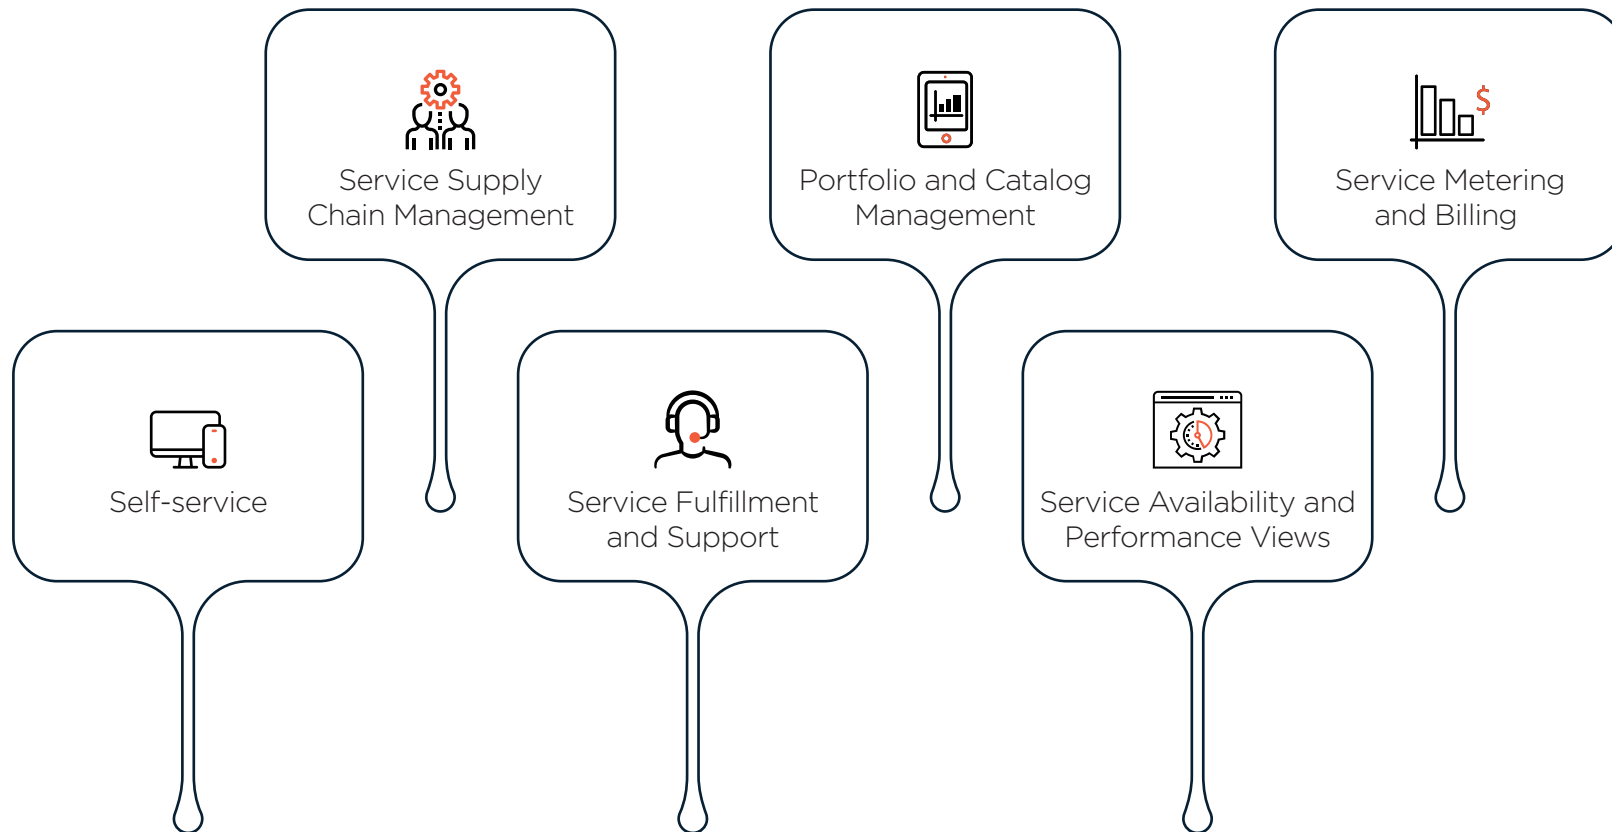 Service Supply
Chain Management
Portfolio and Catalog
Management
$
Service Metering
and Billing
Self-service
Service Fulfillment
and Support
Service Availability and
Performance Views